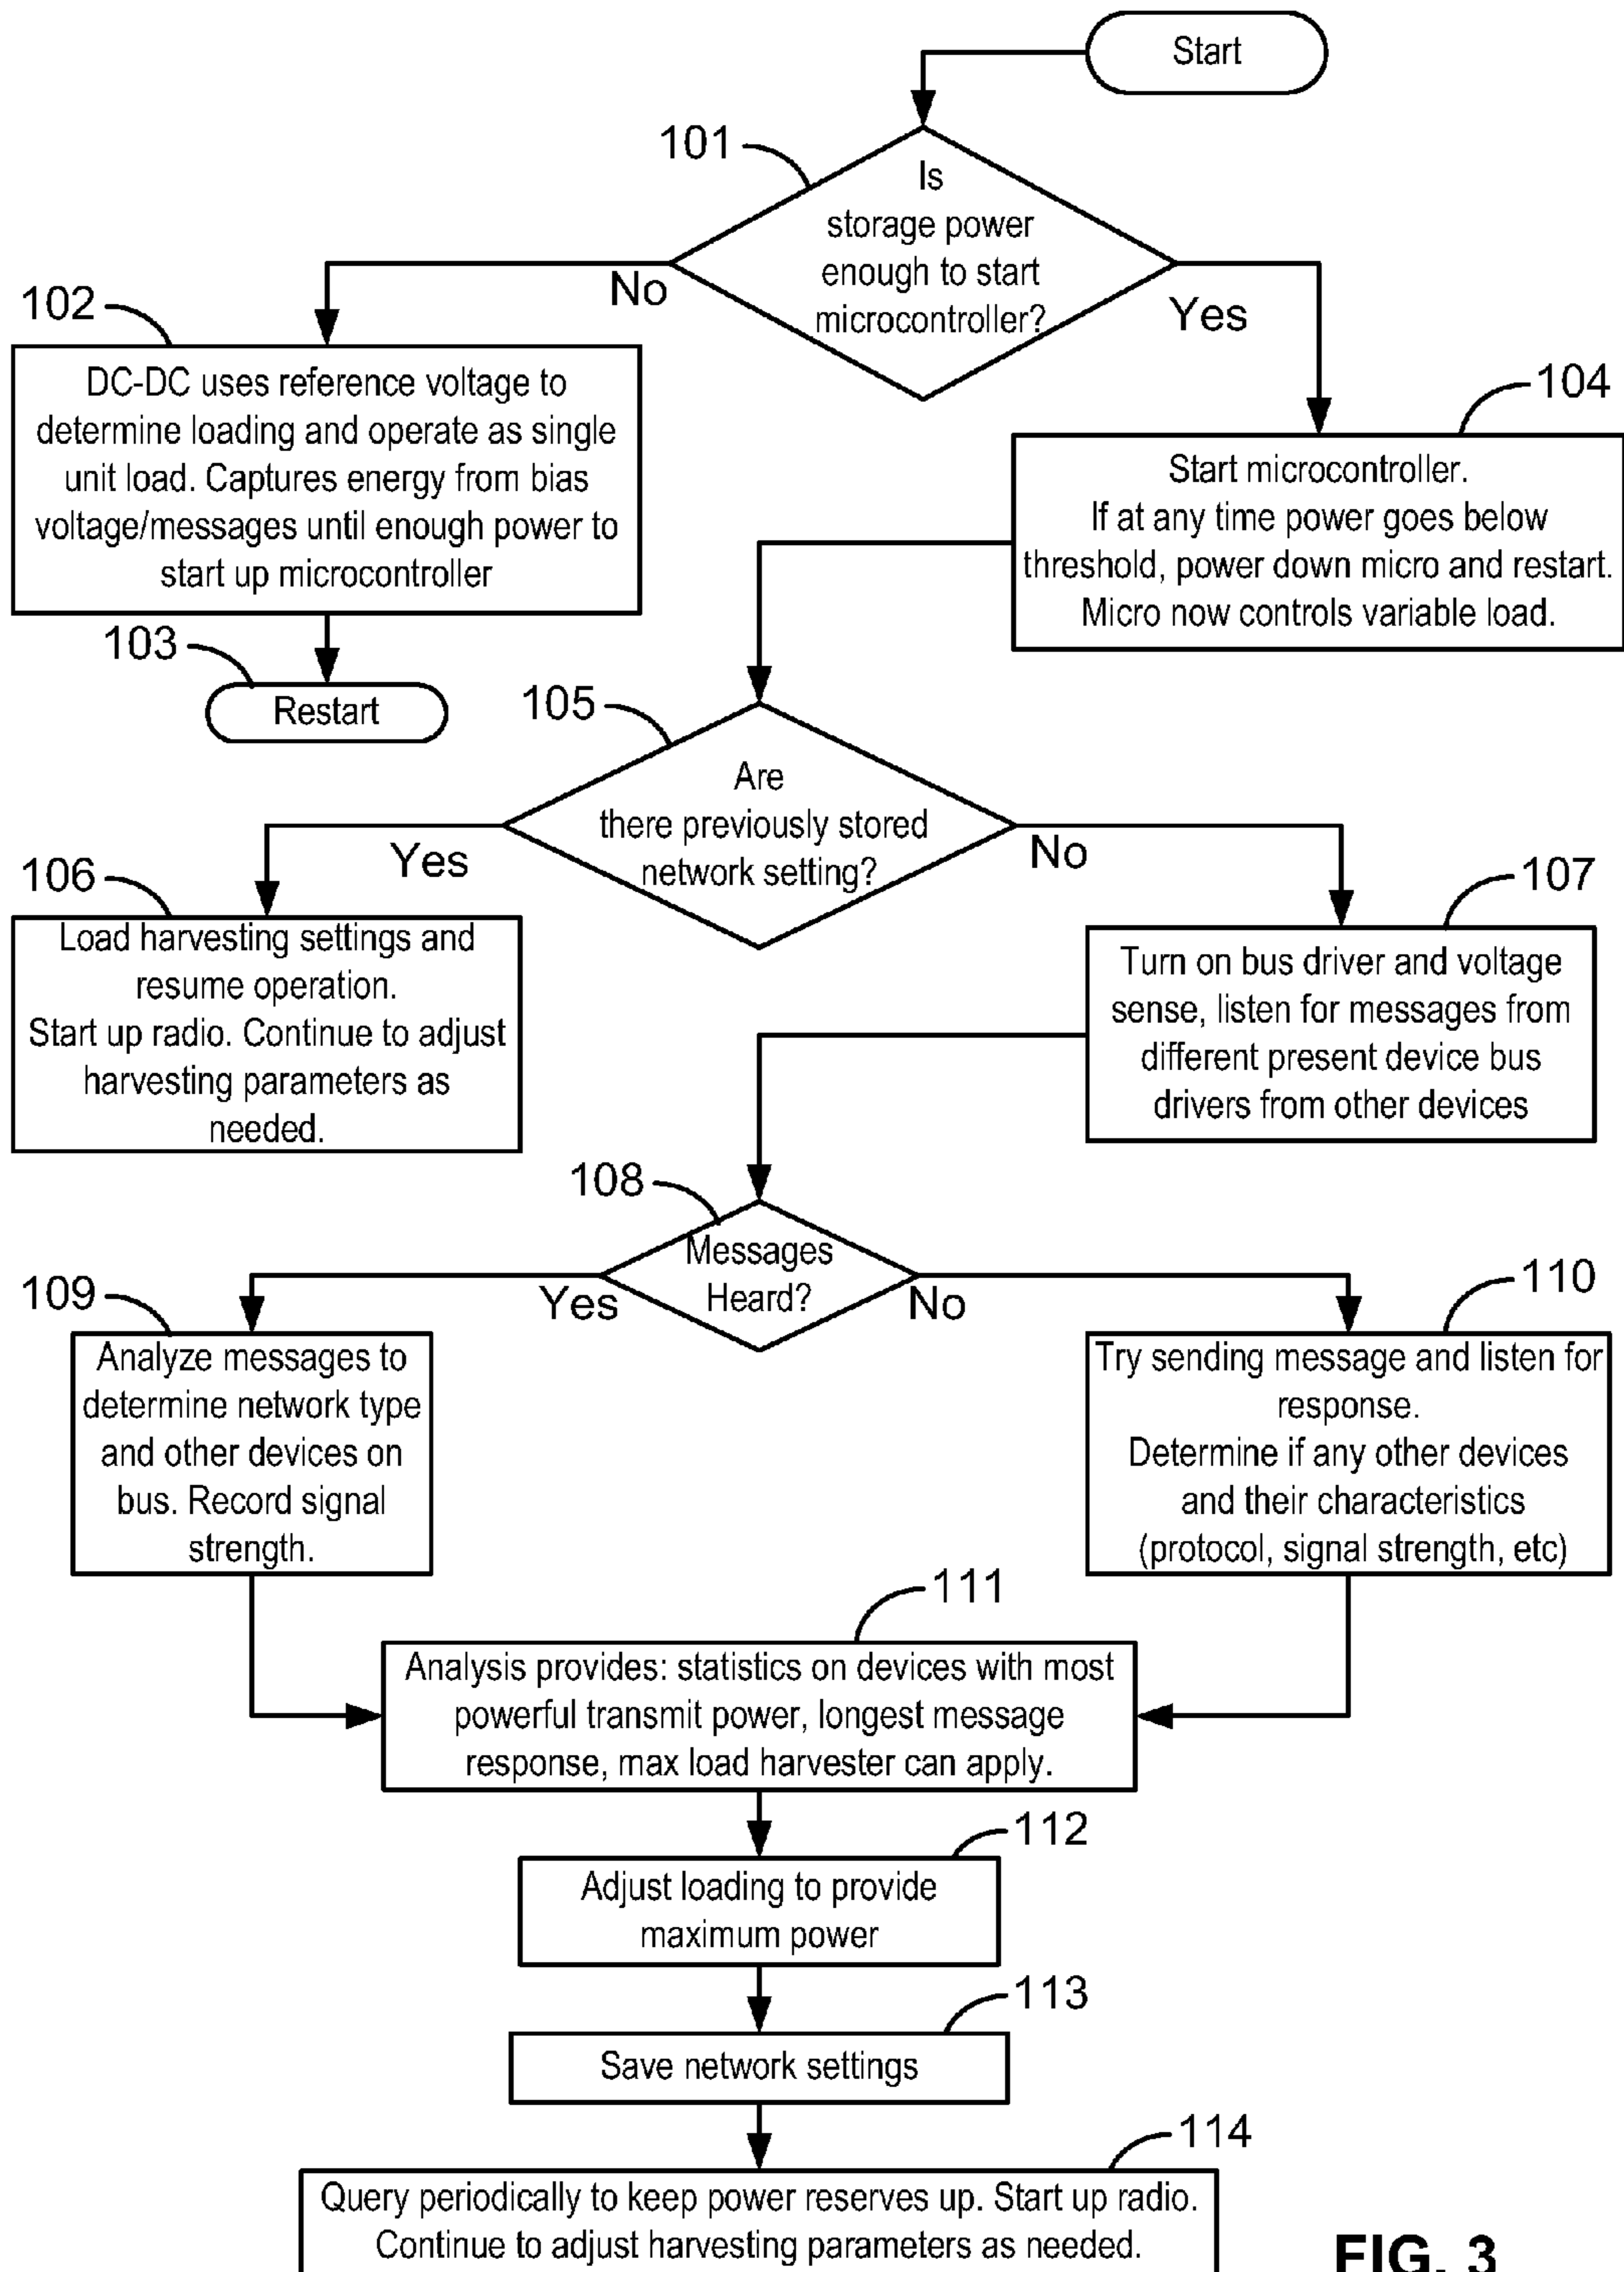 Start
101
Is
storage power
enough to start
microcontroller?
No
Yes
102
DC-DC uses reference voltage to
determine loading and operate as single
unit load. Captures energy from bias
voltage/messages until enough power to
start up microcontroller
104
Start microcontroller.
If at any time power goes below
threshold, power down micro and restart.
Micro now controls variable load.
103
Restart
105
Are
there previously stored
network setting?
Yes
No
106
Load harvesting settings and
resume operation.
Start up radio. Continue to adjust
harvesting parameters as
needed.
107
Turn on bus driver and voltage
sense, listen for messages from
different present device bus
drivers from other devices
108
Messages
Heard?
Yes
No
109
Analyze messages to
determine network type
and other devices on
bus. Record signal
strength.
110
Try sending message and listen for
response.
Determine if any other devices
and their characteristics
(protocol, signal strength, etc)
111
Analysis provides: statistics on devices with most
powerful transmit power, longest message
response, max load harvester can apply.
112
Adjust loading to provide
maximum power
113
Save network settings
114
Query periodically to keep power reserves up. Start up radio.
Continue to adjust harvesting parameters as needed.
FIG. 3